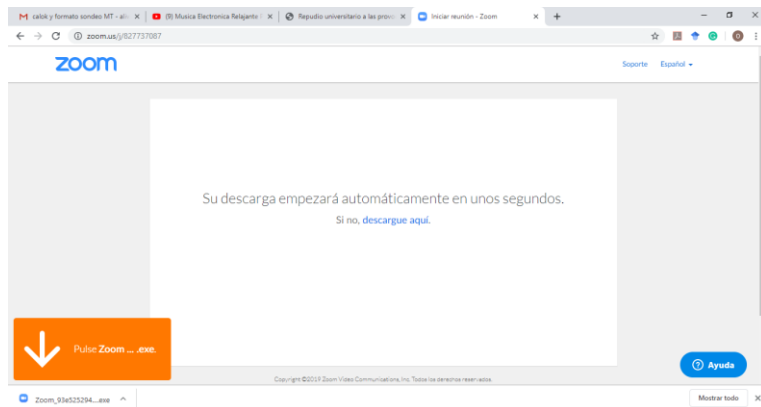 calok y formato sondeo MT - alis
(8) Musica Electronica Relajante
Repudio universitario a las provo
Iniciar reunión - Zoom
zoom.us/j/827737087
zoom
Soporte
Español
Su descarga empezará automáticamente en unos segundos.
Si no, descargue aquí.
Pulse Zoom ... .exe.
Ayuda
Copyright ©2019 Zoom Video Communications, Inc. Todos los derechos reservados.
Zoom_93e525294....exe
Mostrar todo